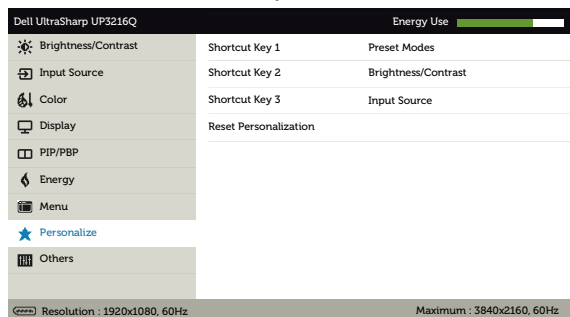 Dell UltraSharp UP3216Q Energy Use
Brightness/Contrast
Input Source
Color
Display
PIP/PBP
Energy
Menu
Personalize
Others
Shortcut Key 1 Preset Modes
Shortcut Key 2 Brightness/Contrast
Shortcut Key 3 Input Source
Reset Personalization
Resolution : 1920x1080, 60Hz Maximum : 3840x2160, 60Hz